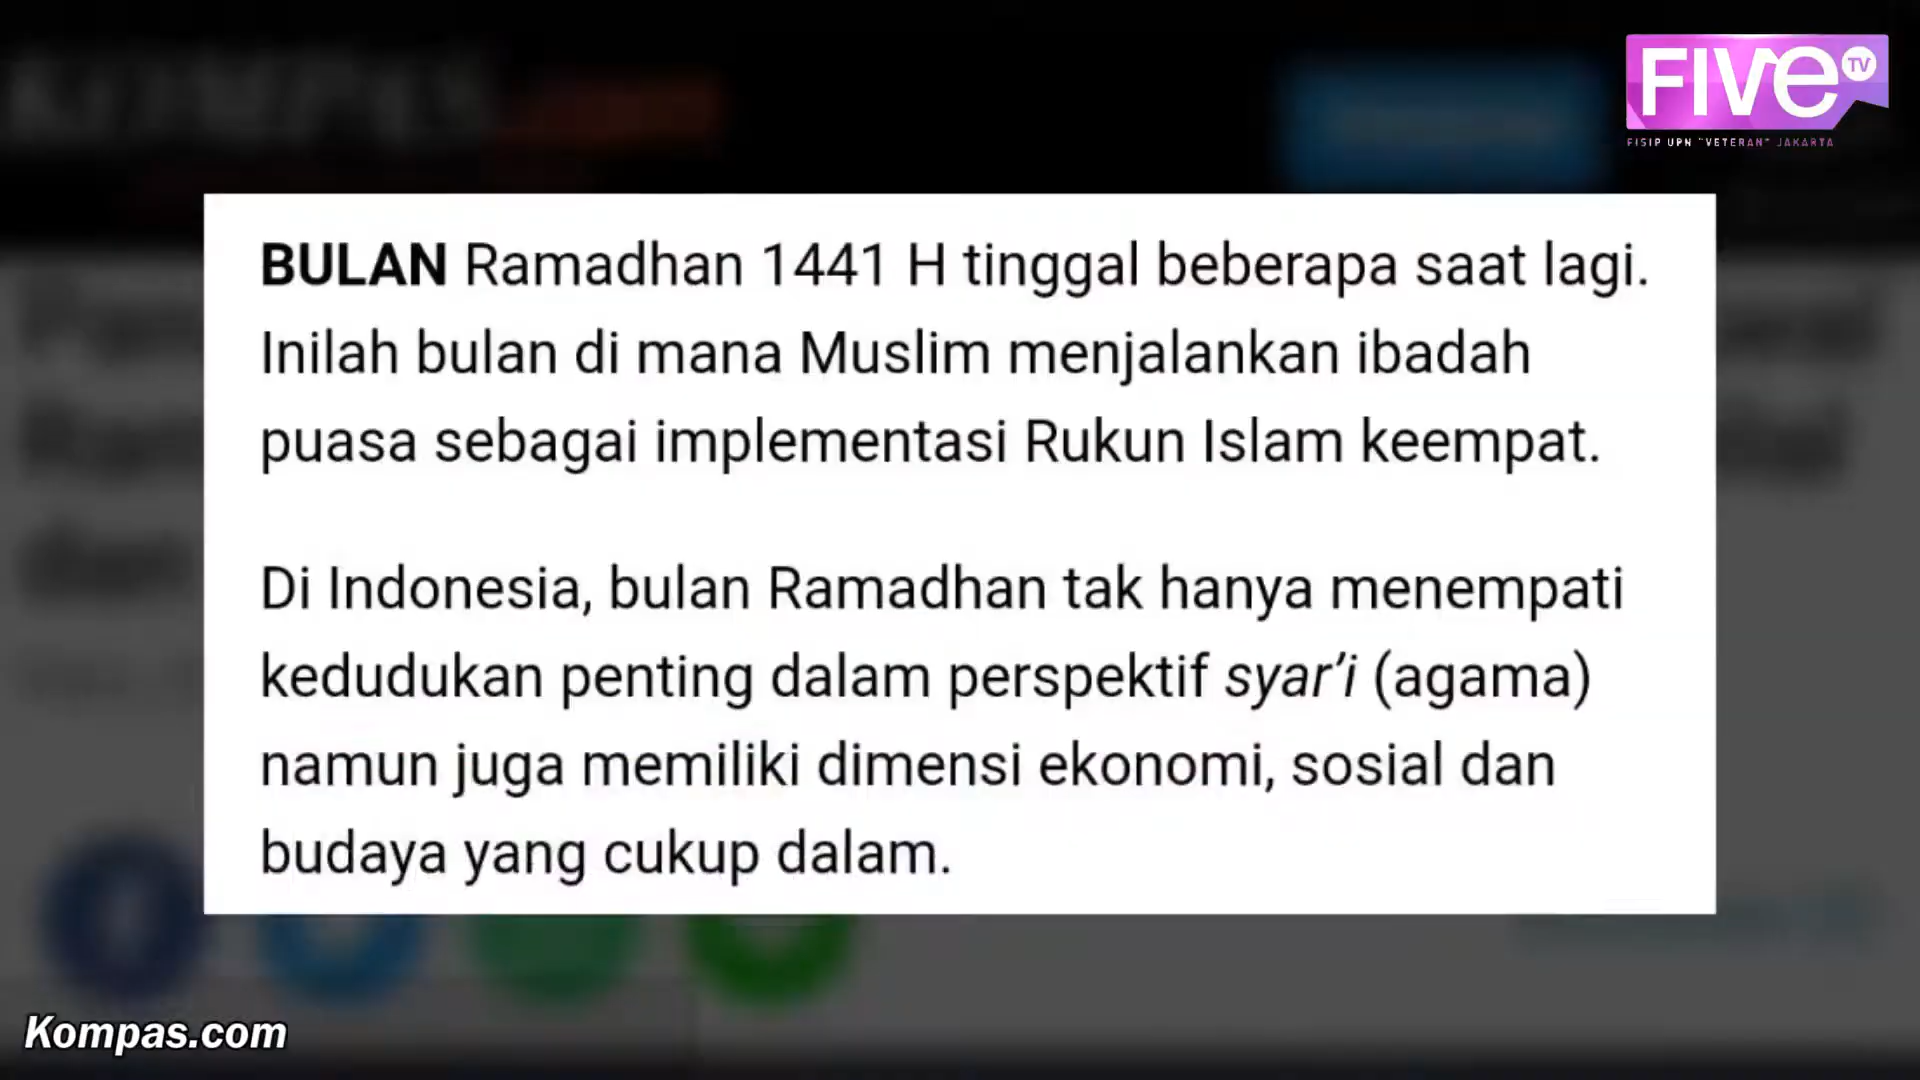 FIVE TV
FISIP UPN "VETERAN" JAKARTA
BULAN Ramadhan 1441 H tinggal beberapa saat lagi.
Inilah bulan di mana Muslim menjalankan ibadah
puasa sebagai implementasi Rukun Islam keempat.
Di Indonesia, bulan Ramadhan tak hanya menempati
kedudukan penting dalam perspektif syar’i (agama)
namun juga memiliki dimensi ekonomi, sosial dan
budaya yang cukup dalam.
Kompas.com